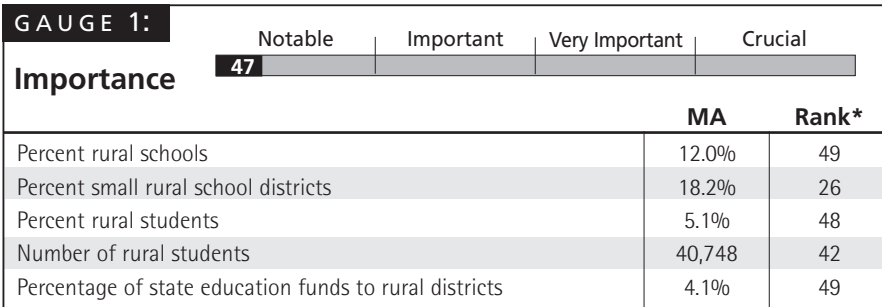 GAUGE 1:
Notable Important Very Important Crucial
47
Importance
MA Rank*
Percent rural schools 12.0% 49
Percent small rural school districts 18.2% 26
Percent rural students 5.1% 48
Number of rural students 40,748 42
Percentage of state education funds to rural districts 4.1% 49